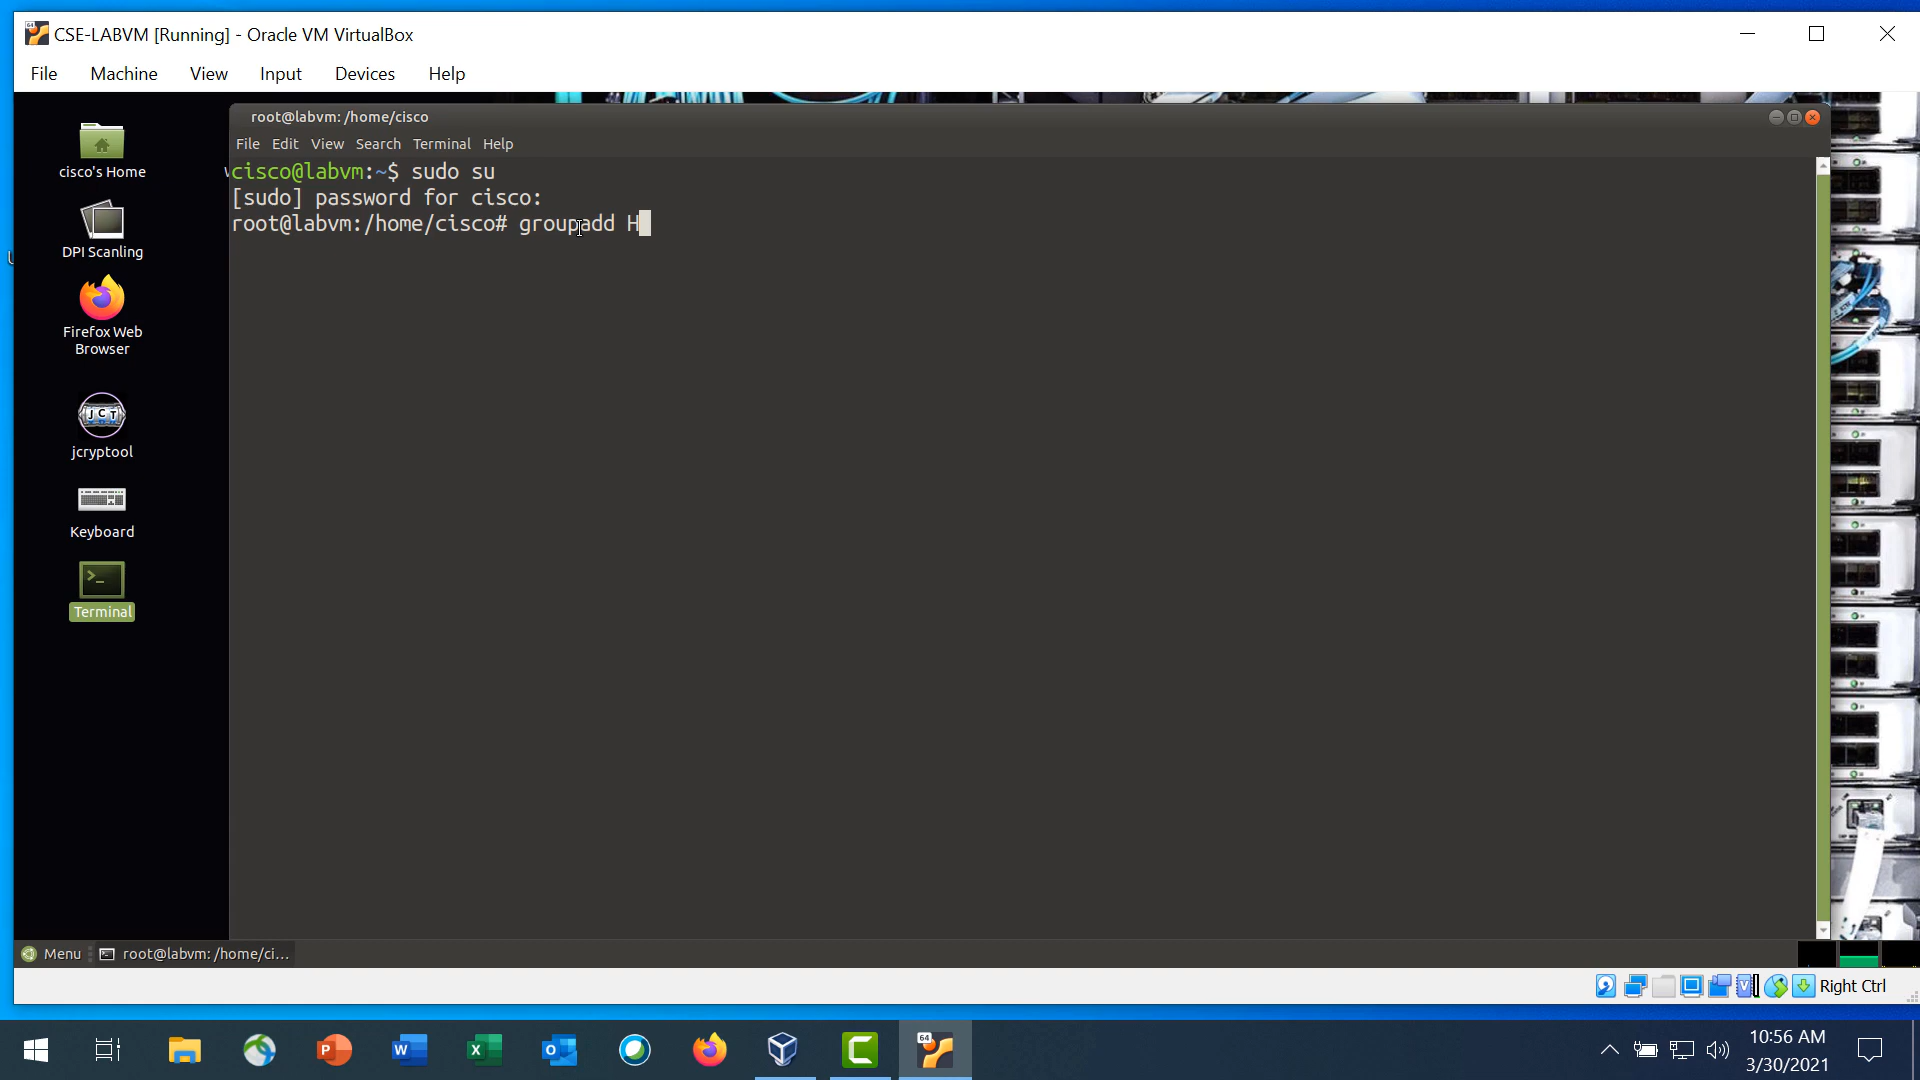 CSE-LABVM [Running] - Oracle VM VirtualBox
File Machine View Input Devices Help
root@labvm: /home/cisco
File Edit View Search Terminal Help
cisco@labvm:~$ sudo su
[sudo] password for cisco:
root@labvm:/home/cisco# groupadd H
cisco's Home
DPI Scanling
Firefox Web
Browser
JCT
jcryptool
Keyboard
>_
Terminal
Menu
root@labvm: /home/ci...
Right Ctrl
64
10:56 AM
3/30/2021